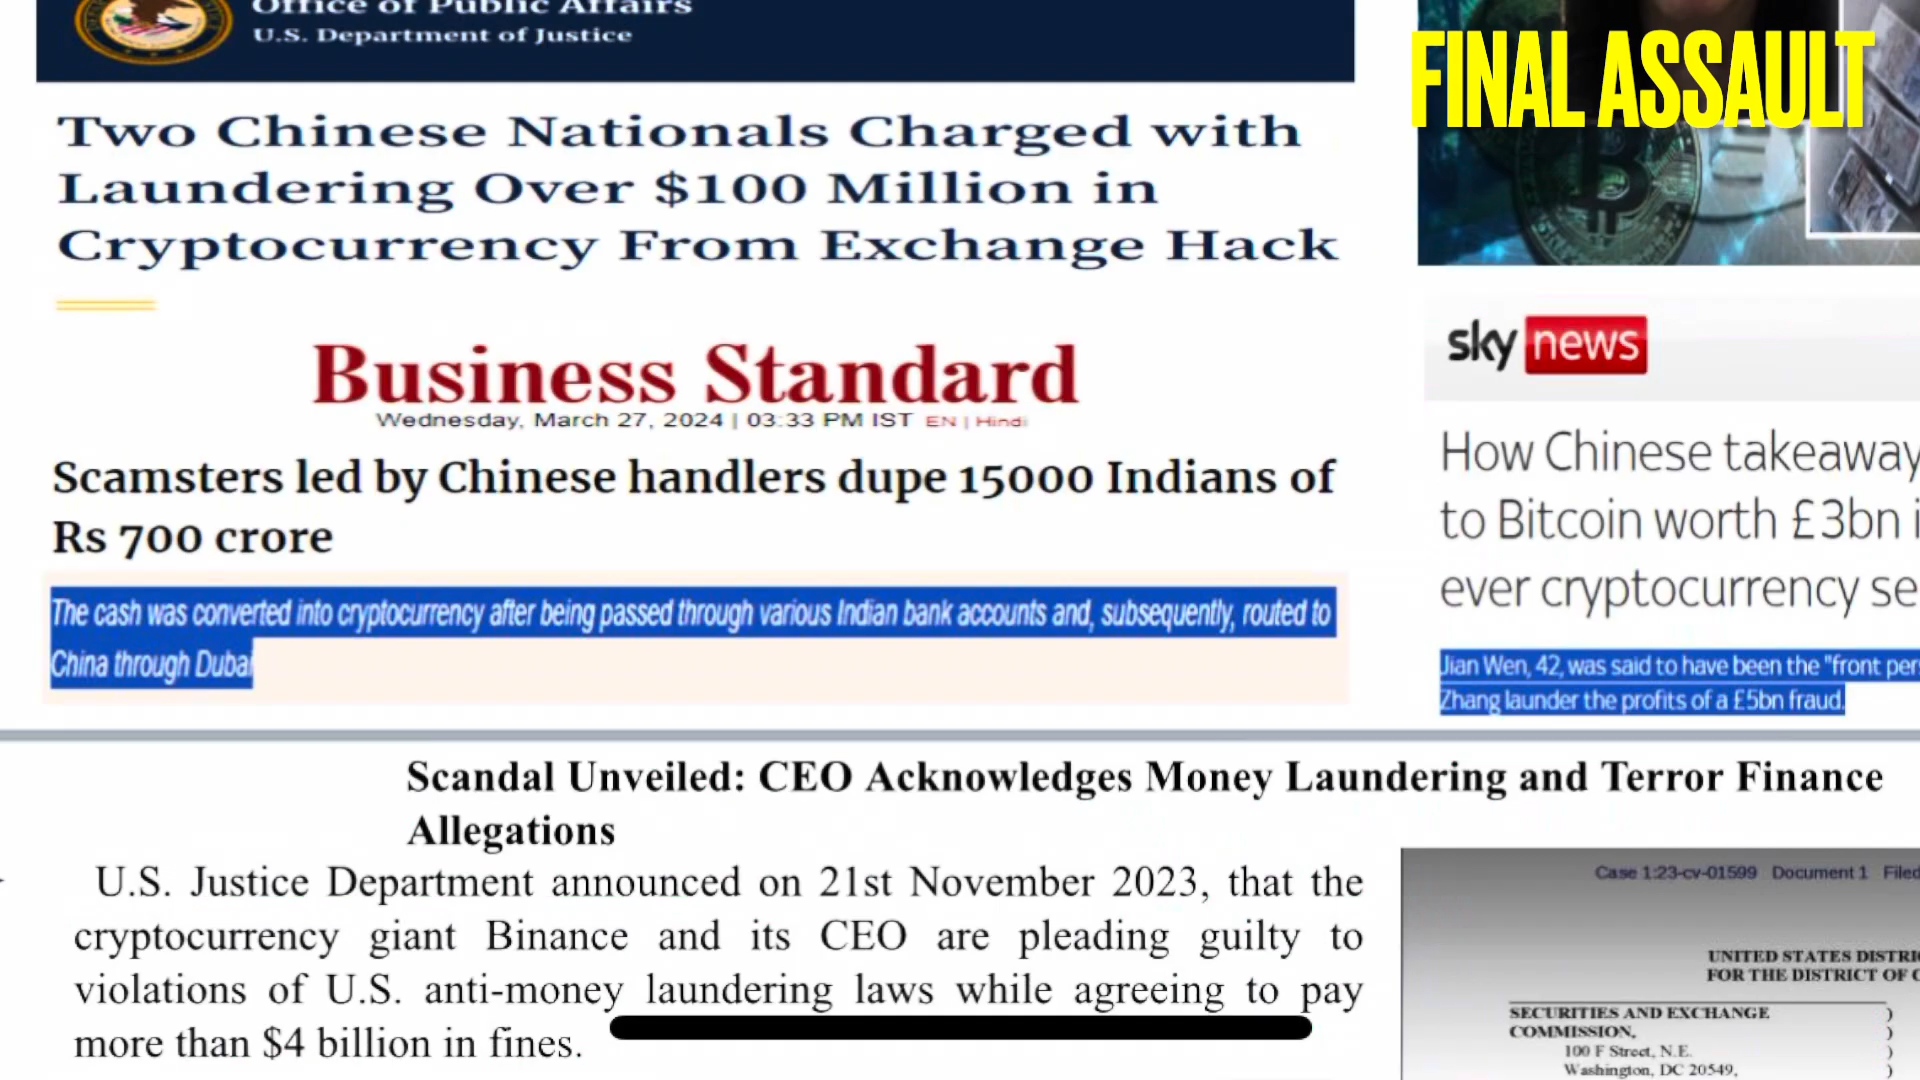 Office of Public Affairs
U.S. Department of Justice
FINAL ASSAULT
Two Chinese Nationals Charged with
Laundering Over $100 Million in
Cryptocurrency From Exchange Hack
Business Standard
Wednesday, March 27, 2024 | 03:33 PM IST EN | Hindi
Scamsters led by Chinese handlers dupe 15000 Indians of
Rs 700 crore
The cash was converted into cryptocurrency after being passed through various Indian bank accounts and, subsequently, routed to
China through Dubai
sky news
How Chinese takeaway
to Bitcoin worth £3bn i
ever cryptocurrency se
Jian Wen, 42, was said to have been the "front pers
Zhang launder the profits of a £5bn fraud.
Scandal Unveiled: CEO Acknowledges Money Laundering and Terror Finance
Allegations
U.S. Justice Department announced on 21st November 2023, that the
cryptocurrency giant Binance and its CEO are pleading guilty to
violations of U.S. anti-money laundering laws while agreeing to pay
more than $4 billion in fines.
Case 1:23-cv-01599 Document 1 Filed
UNITED STATES DISTRI
FOR THE DISTRICT OF C
SECURITIES AND EXCHANGE )
COMMISSION, )
100 F Street, N.E. )
Washington, DC 20549, )